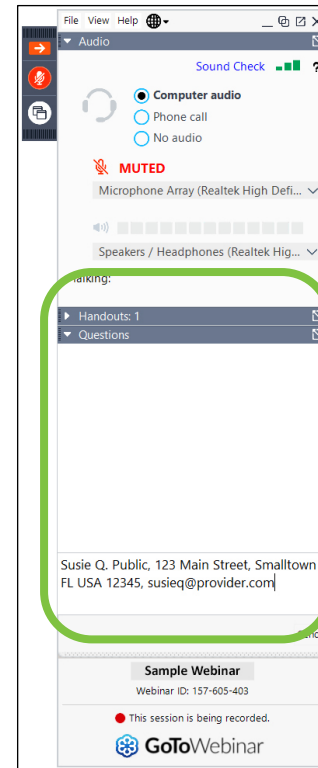 File View Help
Audio
Sound Check ?
Computer audio
Phone call
No audio
MUTED
Microphone Array (Realtek High Defi...
Speakers / Headphones (Realtek Hig...
Handouts: 1
Questions
Susie Q. Public, 123 Main Street, Smalltown
FL USA 12345, susieq@provider.com
Sample Webinar
Webinar ID: 157-605-403
This session is being recorded.
GoToWebinar